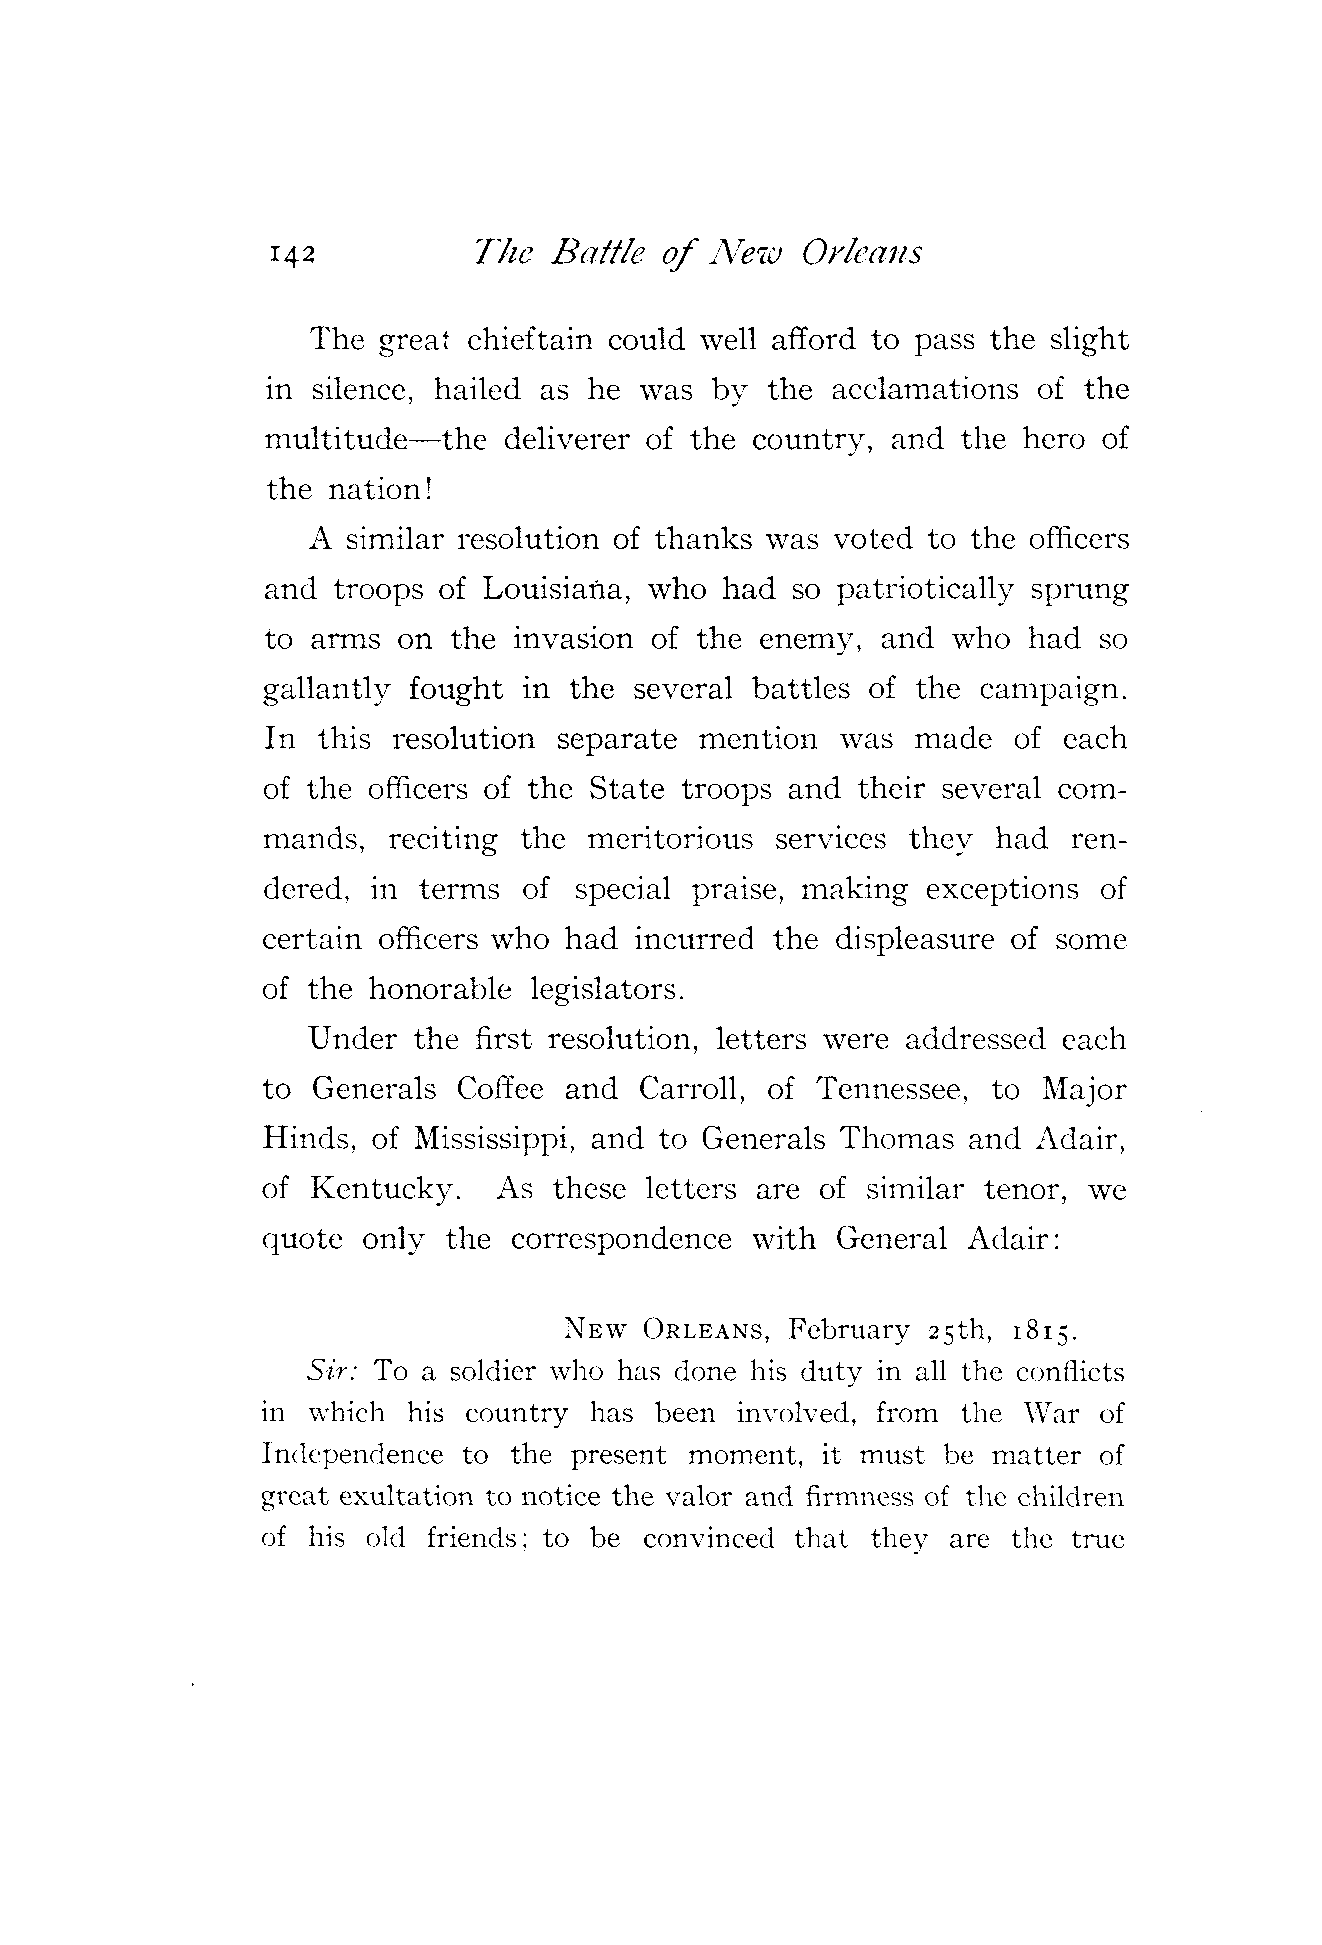 142 The Battle of New Orleans
The great chieftain could well afford to pass the slight
in silence, hailed as he was by the acclamations of the
multitude—the deliverer of the country, and the hero of
the nation!
A similar resolution of thanks was voted to the officers
and troops of Louisiana, who had so patriotically sprung
to arms on the invasion of the enemy, and who had so
gallantly fought in the several battles of the campaign.
In this resolution separate mention was made of each
of the officers of the State troops and their several com-
mands, reciting the meritorious services they had ren-
dered, in terms of special praise, making exceptions of
certain officers who had incurred the displeasure of some
of the honorable legislators.
Under the first resolution, letters were addressed each
to Generals Coffee and Carroll, of Tennessee, to Major
Hinds, of Mississippi, and to Generals Thomas and Adair,
of Kentucky. As these letters are of similar tenor, we
quote only the correspondence with General Adair:
New Orleans, February 25th, 1815.
Sir: To a soldier who has done his duty in all the conflicts
in which his country has been involved, from the War of
Independence to the present moment, it must be matter of
great exultation to notice the valor and firmness of the children
of his old friends; to be convinced that they are the true